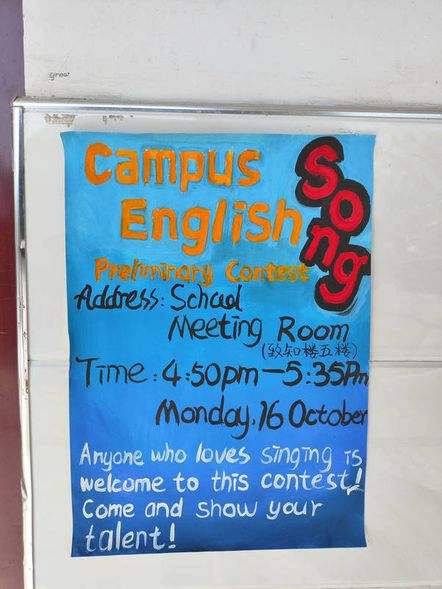 Campus
English
Song
Preliminary Contest
Address: School
Meeting Room
(致知楼五楼)
Time: 4:50pm—5:35Pm
Monday, 16 October
Anyone who loves singing is
welcome to this contest!
Come and show your
talent!